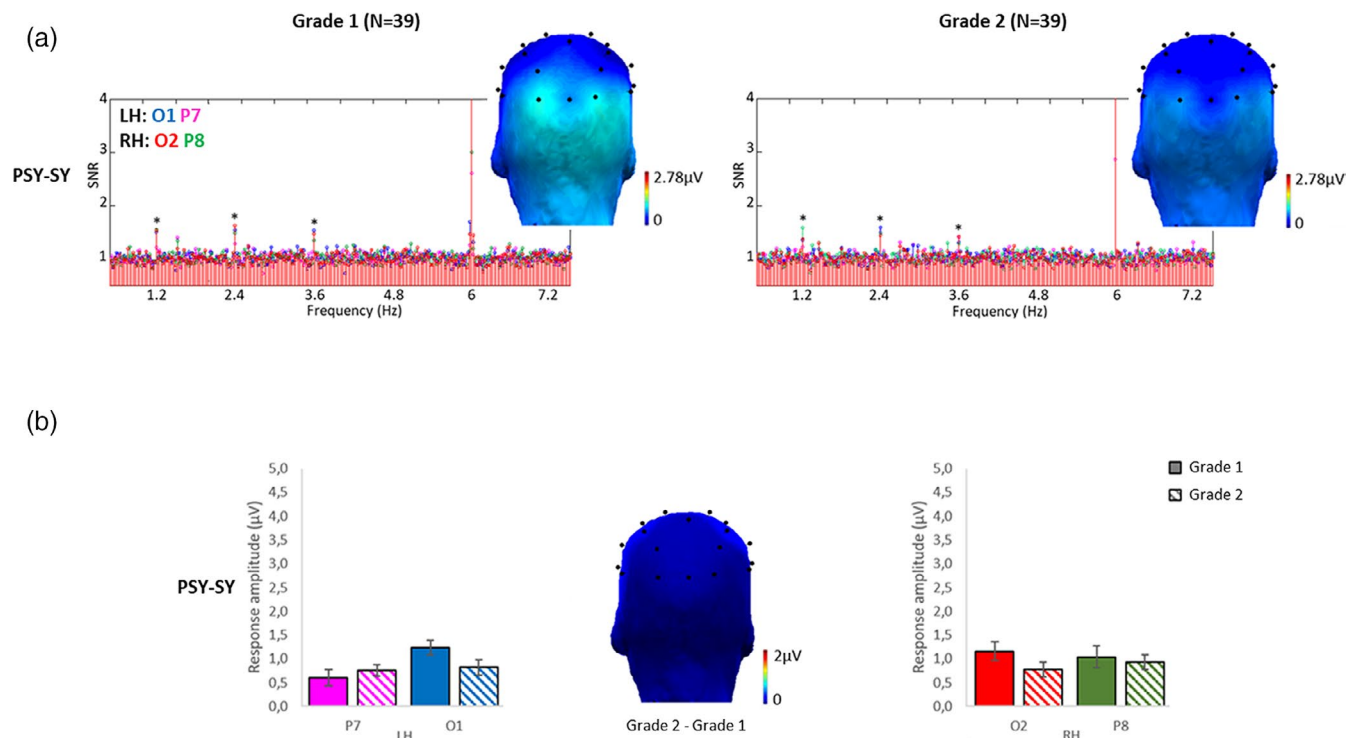 (a)
Grade 1 (N=39)
Grade 2 (N=39)
PSY-SY
SNR
4
3
2
1
LH: O1 P7
RH: O2 P8
*
*
*
1.2
2.4
3.6
4.8
6
7.2
Frequency (Hz)
2.78µV
0
SNR
4
3
2
1
*
*
*
1.2
2.4
3.6
4.8
6
7.2
Frequency (Hz)
2.78µV
0
(b)
PSY-SY
Response amplitude (µV)
5,0
4,5
4,0
3,5
3,0
2,5
2,0
1,5
1,0
0,5
0,0
P7
O1
LH
2µV
0
Grade 2 - Grade 1
Response amplitude (µV)
5,0
4,5
4,0
3,5
3,0
2,5
2,0
1,5
1,0
0,5
0,0
O2
P8
RH
Grade 1
Grade 2